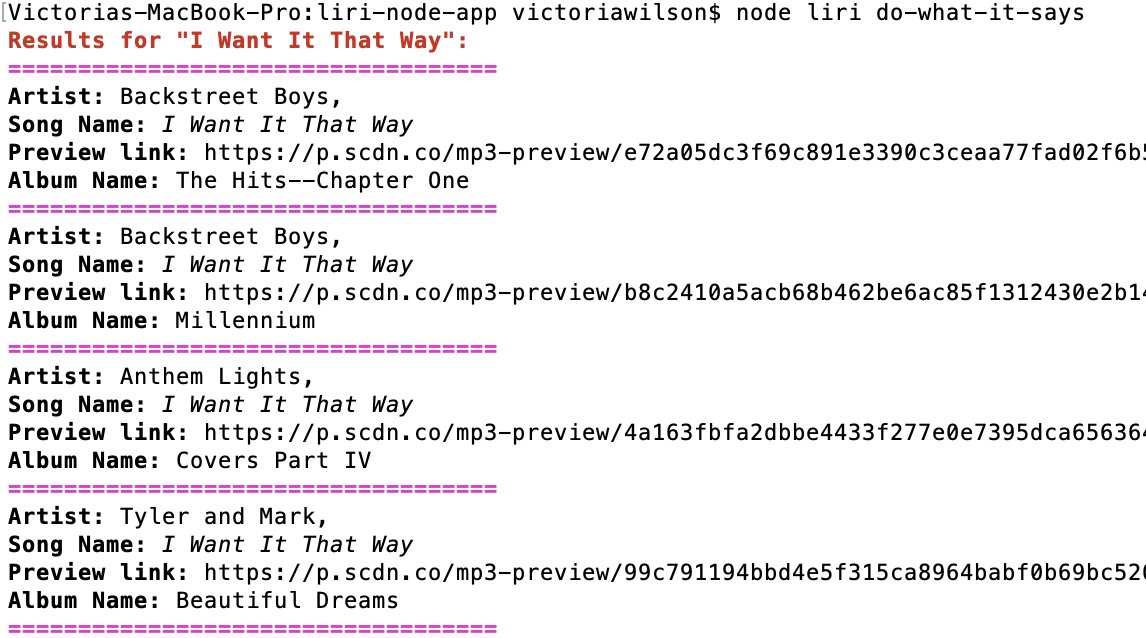 Victorias-MacBook-Pro:liri-node-app victoriawilson$ node liri do-what-it-says
Results for "I Want It That Way":
===================================
Artist: Backstreet Boys,
Song Name: I Want It That Way
Preview link: https://p.scdn.co/mp3-preview/e72a05dc3f69c891e3390c3ceaa77fad02f6b5
Album Name: The Hits--Chapter One
===================================
Artist: Backstreet Boys,
Song Name: I Want It That Way
Preview link: https://p.scdn.co/mp3-preview/b8c2410a5acb68b462be6ac85f1312430e2b14
Album Name: Millennium
===================================
Artist: Anthem Lights,
Song Name: I Want It That Way
Preview link: https://p.scdn.co/mp3-preview/4a163fbfa2dbbe4433f277e0e7395dca656364
Album Name: Covers Part IV
===================================
Artist: Tyler and Mark,
Song Name: I Want It That Way
Preview link: https://p.scdn.co/mp3-preview/99c791194bbd4e5f315ca8964babf0b69bc520
Album Name: Beautiful Dreams
===================================